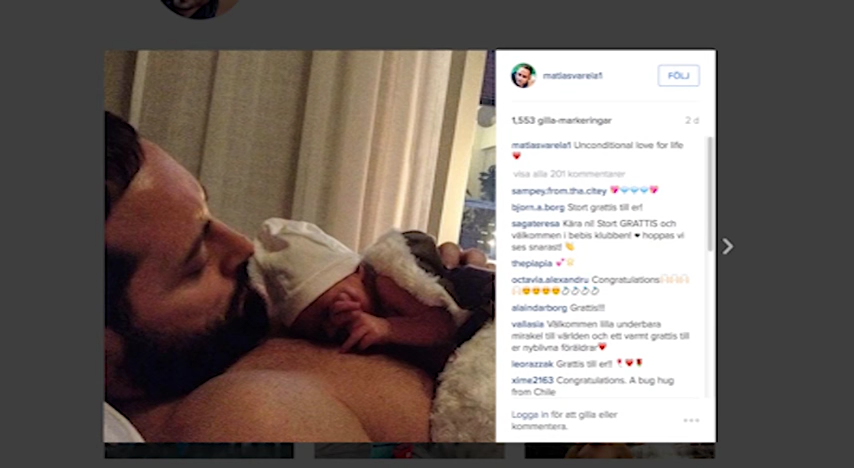 matiasvarela1
FÖLJ
1,553 gilla-markeringar 2 d
matiasvarela1 Unconditional love for life
❤
visa alla 201 kommentarer
sampey.from.tha.citey 💖💎💎💎💖
bjorn.a.borg Stort grattis till er!
sagateresa Kära ni! Stort GRATTIS och
välkommen i bebis klubben! ❤ hoppas vi
ses snarast! 👏
theplapia 💕
octavia.alexandru Congratulations
alaindarborg Grattis!!!
vallasia Välkommen lilla underbara
mirakel till världen och ett varmt grattis till
er nyblivna föräldrar❤
leorazzak Grattis till er!! 🎈❤🌹
xime2163 Congratulations. A bug hug
from Chile
Logga in för att gilla eller
kommentera.